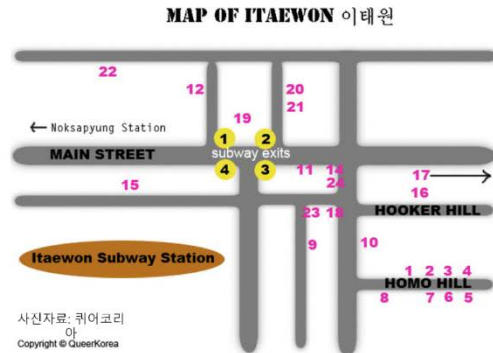 MAP OF ITAEWON 이태원
22
12
20
21
19
← Noksapyung Station
1
2
MAIN STREET
subway exits
4
3
11
14
24
17
16
15
23
18
HOOKER HILL
9
10
Itaewon Subway Station
1 2 3 4
HOMO HILL
8
7
6
5
사진자료: 퀴어코리
아
Copyright © QueerKorea